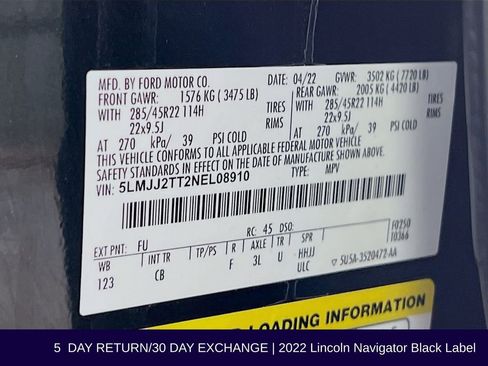 MFD. BY FORD MOTOR CO.
DATE: 04/22 GVWR: 3502 KG (7720 LB)
FRONT GAWR: 1576 KG (3475 LB) REAR GAWR: 2005 KG (4420 LB)
WITH 285/45R22 114H TIRES WITH 285/45R22 114H TIRES
22x9.5J RIMS 22x9.5J RIMS
AT 270 kPa/ 39 PSI COLD AT 270 kPa/ 39 PSI COLD
THIS VEHICLE CONFORMS TO ALL APPLICABLE FEDERAL MOTOR VEHICLE
SAFETY STANDARDS IN EFFECT ON THE DATE OF MANUFACTURE SHOWN ABOVE.
VIN: 5LMJJ2TT2NEL08910 TYPE: MPV
EXT PNT: FU RC: 45 DSO: F0250
WB INT TR TP/PS R AXLE TR SPR T0366
123 CB F 3L U HHJJ
ULC 5U5A-3520472-AA
LOADING INFORMATION
5 DAY RETURN/30 DAY EXCHANGE | 2022 Lincoln Navigator Black Label